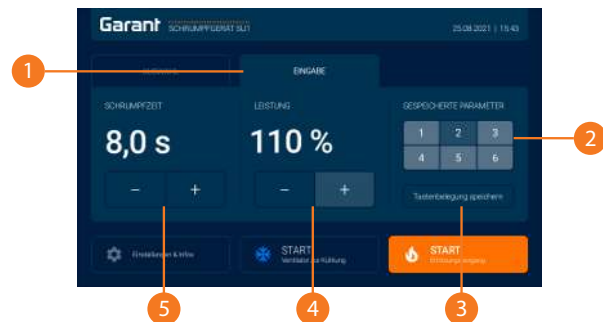 Garant SCHRUMPFGERÄT SU1 25.08.2021 | 15:43
1 EINGABE
SCHRUMPFZEIT LEISTUNG GESPEICHERTE PARAMETER
8,0 s 110 % 1 2 3 2
4 5 6
− + − + Tastenbelegung speichern
Einstellungen & Infos START START
Ventilator zur Kühlung
5 4 3